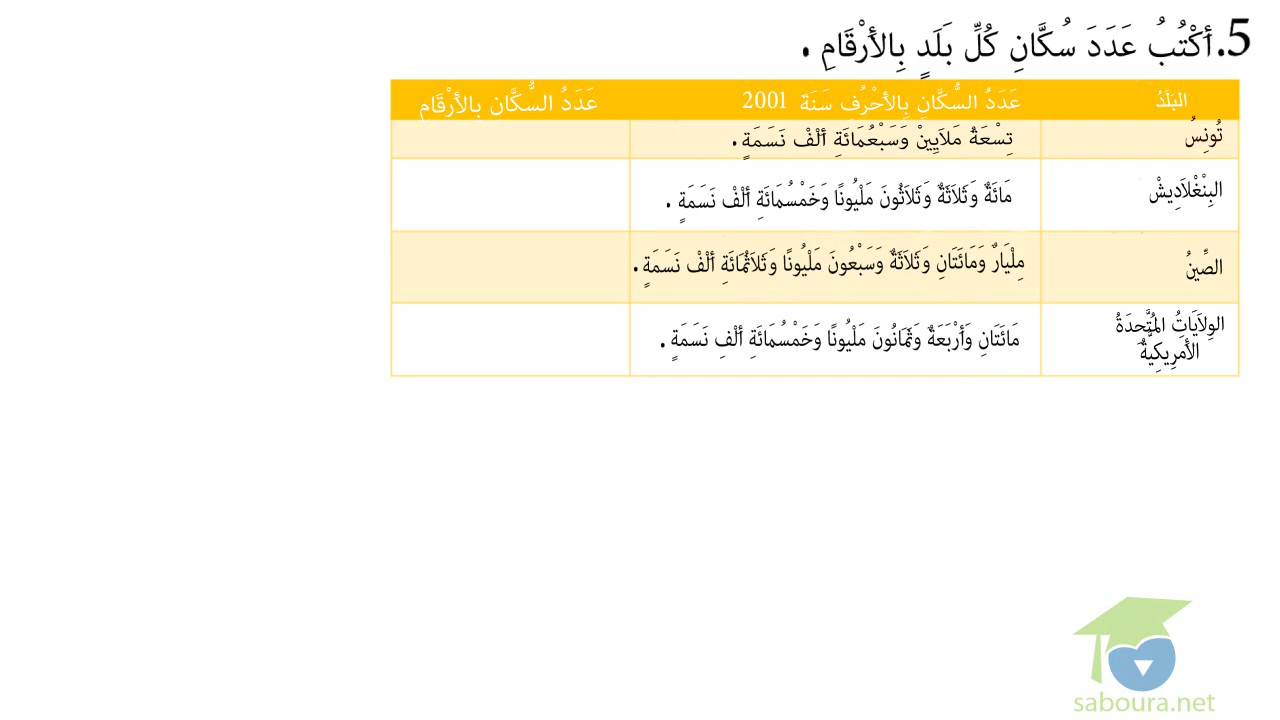 5. أَكْتُبُ عَدَدَ سُكَّانِ كُلِّ بَلَدٍ بِالأَرْقَامِ .
البَلَدُ عَدَدُ السُّكَّانِ بِالأَحْرُفِ سَنَةَ 2001 عَدَدُ السُّكَّان بِالأَرْقَام
تُونِسُ تِسْعَةُ مَلاَيِينْ وَسَبْعُمَائَةِ أَلْفْ نَسَمَةٍ .
البِنْغْلاَدِيشْ مَائَةٌ وَثَلاَثَةٌ وَثَلاَثُونَ مَلْيُونًا وَخَمْسُمَائَةِ أَلْفْ نَسَمَةٍ .
الصِّينُ مِلْيَارٌ وَمَائَتَانِ وَثَلاَثَةٌ وَسَبْعُونَ مَلْيُونًا وَثَلاَثُمَّائَةِ أَلْفْ نَسَمَةٍ .
الوِلاَيَاتُ المُتَّحِدَةُ
الأَمْرِيكِيَّةُ
مَائَتَانِ وَأَرْبَعَةٌ وَثَمَانُونَ مَلْيُونًا وَخَمْسُمَائَةِ أَلْفِ نَسَمَةٍ .
saboura.net